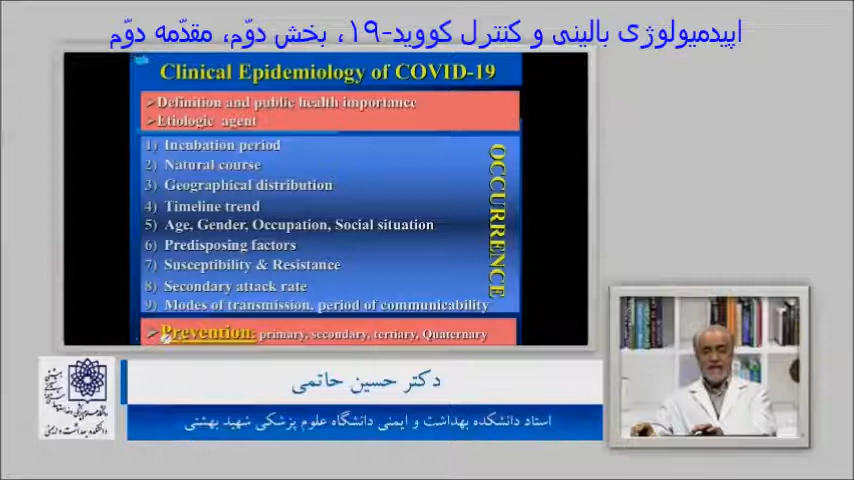 اپیدمیولوژی بالینی و کنترل کووید-۱۹، بخش دوّم، مقدّمه دوّم
Clinical Epidemiology of COVID-19
➢Definition and public health importance
➢Etiologic agent
1) Incubation period
2) Natural course
3) Geographical distribution
4) Timeline trend
5) Age, Gender, Occupation, Social situation
6) Predisposing factors
7) Susceptibility & Resistance
8) Secondary attack rate
9) Modes of transmission, period of communicability
OCCURRENCE
➢ Prevention: primary, secondary, tertiary, Quaternary
دکتر حسین حاتمی
استاد دانشکده بهداشت و ایمنی دانشگاه علوم پزشکی شهید بهشتی
دانشکده بهداشت و ایمنی